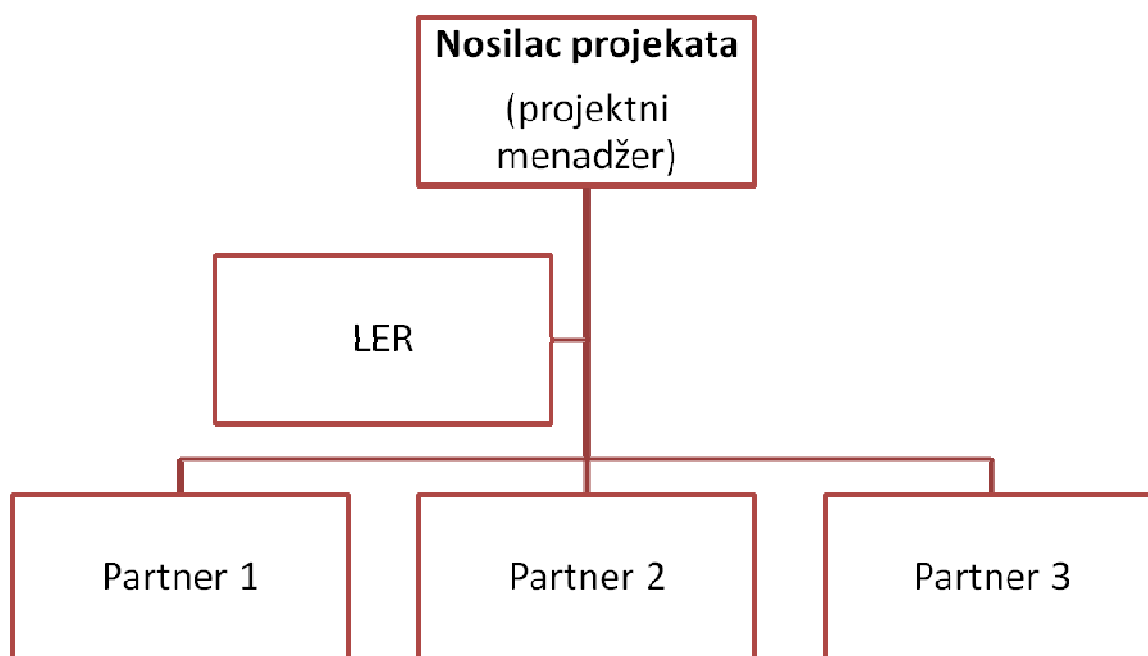 Nosilac projekata
(projektni
menadžer)
LER
Partner 1
Partner 2
Partner 3